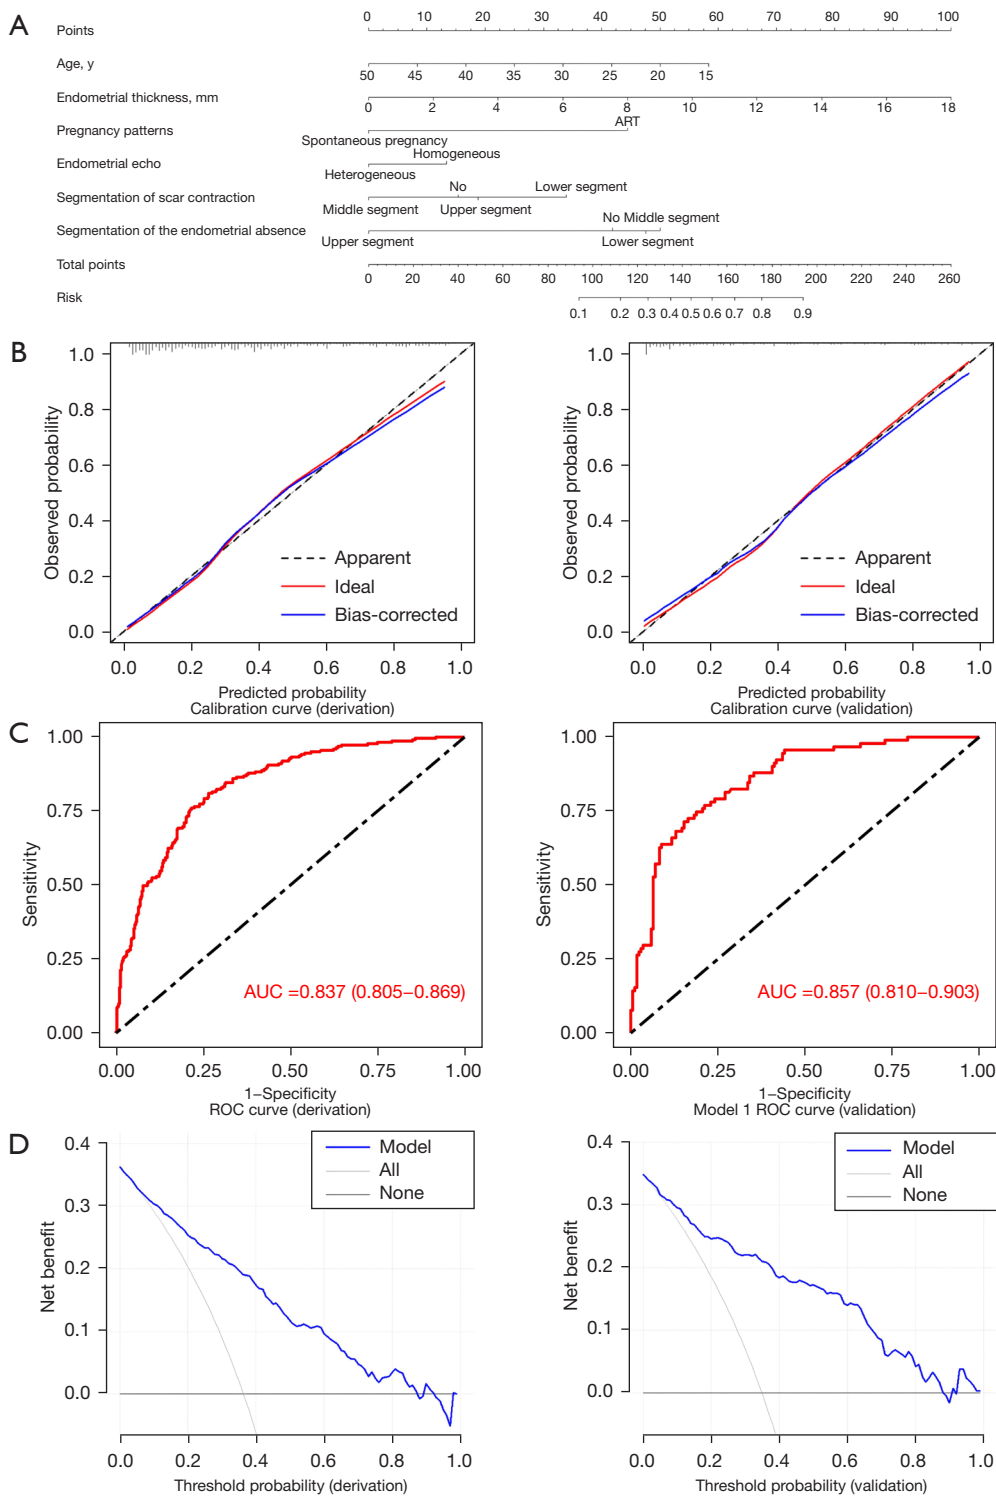 A
Points
0 10 20 30 40 50 60 70 80 90 100
Age, y
50 45 40 35 30 25 20 15
Endometrial thickness, mm
0 2 4 6 8 10 12 14 16 18
Pregnancy patterns
ART
Spontaneous pregnancy
Endometrial echo
Homogeneous
Heterogeneous
Segmentation of scar contraction
No Lower segment
Middle segment Upper segment
Segmentation of the endometrial absence
No Middle segment
Upper segment Lower segment
Total points
0 20 40 60 80 100 120 140 160 180 200 220 240 260
Risk
0.1 0.2 0.3 0.4 0.5 0.6 0.7 0.8 0.9
B
Observed probability
1.0
0.8
0.6
0.4
0.2
0.0
Apparent
Ideal
Bias-corrected
0.0 0.2 0.4 0.6 0.8 1.0
Predicted probability
Calibration curve (derivation)
Observed probability
1.0
0.8
0.6
0.4
0.2
0.0
Apparent
Ideal
Bias-corrected
0.0 0.2 0.4 0.6 0.8 1.0
Predicted probability
Calibration curve (validation)
C
Sensitivity
1.00
0.75
0.50
0.25
0.00
AUC =0.837 (0.805–0.869)
0.00 0.25 0.50 0.75 1.00
1–Specificity
ROC curve (derivation)
Sensitivity
1.00
0.75
0.50
0.25
0.00
AUC =0.857 (0.810–0.903)
0.00 0.25 0.50 0.75 1.00
1–Specificity
Model 1 ROC curve (validation)
D
Net benefit
0.4
0.3
0.2
0.1
0.0
Model
All
None
0.0 0.2 0.4 0.6 0.8 1.0
Threshold probability (derivation)
Net benefit
0.4
0.3
0.2
0.1
0.0
Model
All
None
0.0 0.2 0.4 0.6 0.8 1.0
Threshold probability (validation)